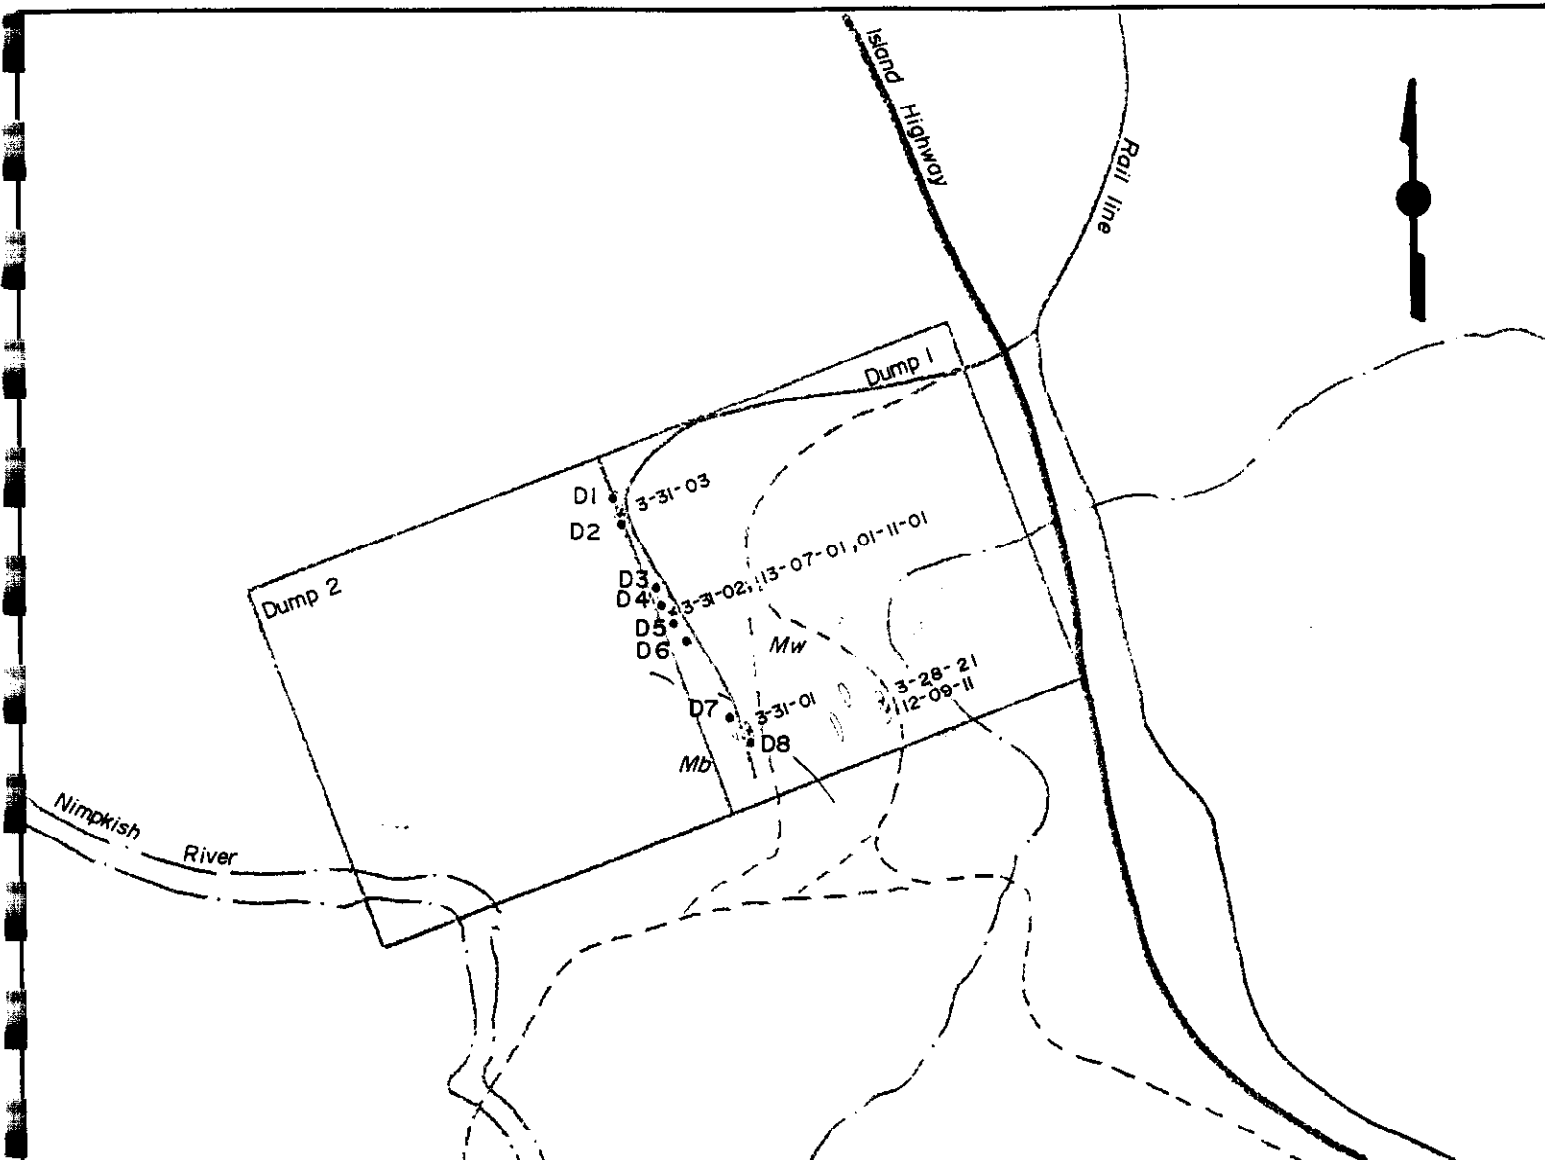 Island Highway
Rail line
Dump 1
D1
3-31-03
D2
D3
D4
3-31-02, 13-07-01, 01-11-01
D5
D6
Mw
3-28-21
12-09-11
D7
3-31-01
D8
Mb
Dump 2
Nimpkish River